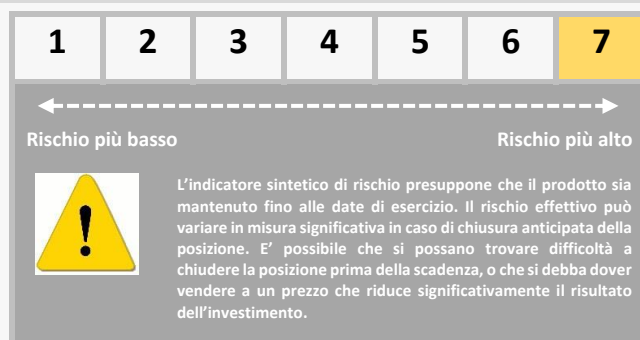 1 2 3 4 5 6 7
Rischio più basso Rischio più alto
L’indicatore sintetico di rischio presuppone che il prodotto sia
mantenuto fino alle date di esercizio. Il rischio effettivo può
variare in misura significativa in caso di chiusura anticipata della
posizione. E’ possibile che si possano trovare difficoltà a
chiudere la posizione prima della scadenza, o che si debba dover
vendere a un prezzo che riduce significativamente il risultato
dell’investimento.